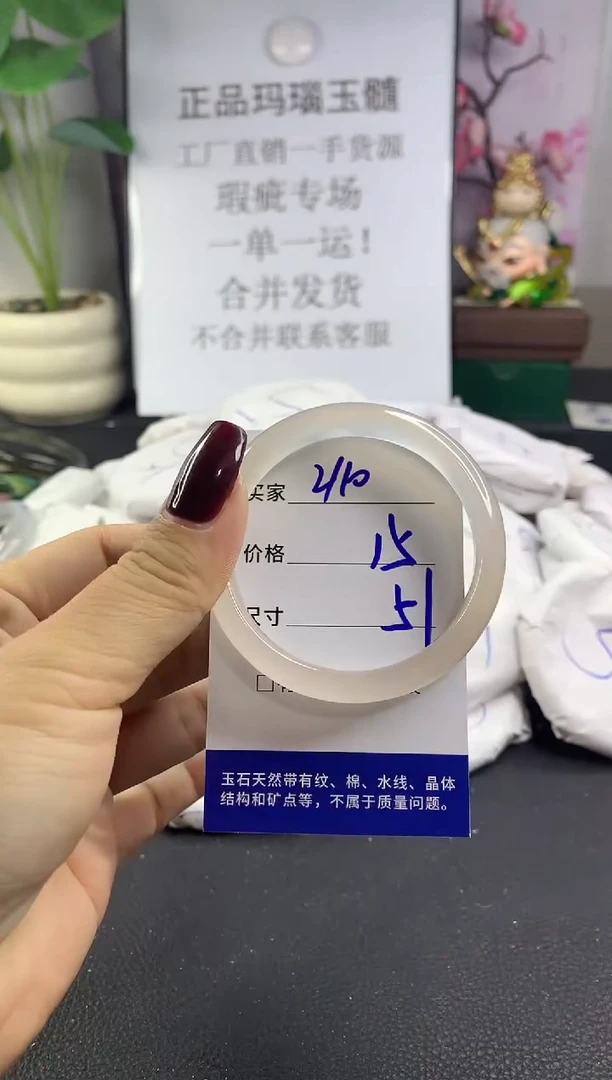 正品玛瑙玉髓
工厂直销一手货源
瑕疵专场
一单一运！
合并发货
不合并联系客服
买家
价格 15
尺寸 51
玉石天然带有纹、棉、水线、晶体
结构和矿点等，不属于质量问题。